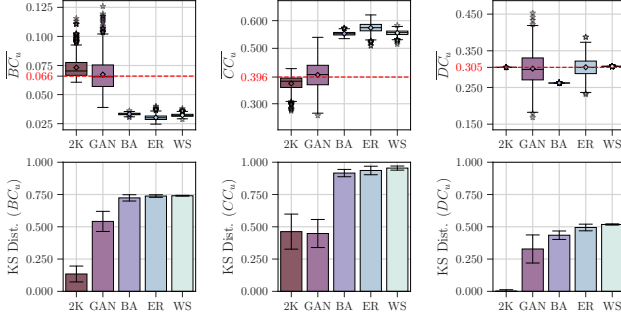 0.125
0.100
0.075
0.066
0.050
0.025
BC_u
2K GAN BA ER WS
0.600
0.500
0.396
0.300
CC_u
2K GAN BA ER WS
0.450
0.350
0.305
0.250
0.150
DC_u
2K GAN BA ER WS
1.000
0.750
0.500
0.250
0.000
KS Dist. (BC_u)
2K GAN BA ER WS
1.000
0.750
0.500
0.250
0.000
KS Dist. (CC_u)
2K GAN BA ER WS
1.000
0.750
0.500
0.250
0.000
KS Dist. (DC_u)
2K GAN BA ER WS